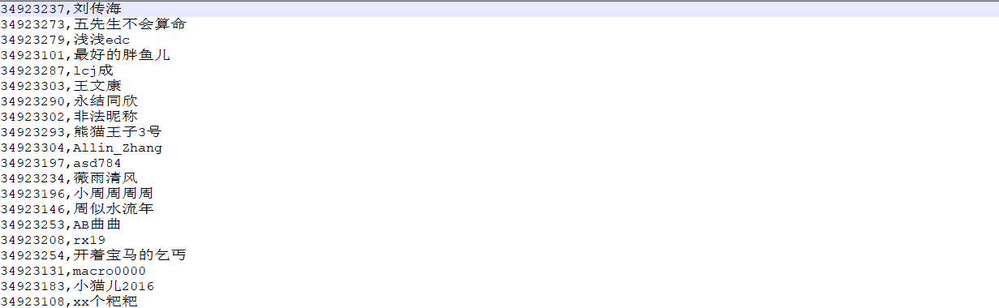 34923237,刘传海
34923273,五先生不会算命
34923279,浅浅edc
34923101,最好的胖鱼儿
34923287,lcj成
34923303,王文康
34923290,永结同欣
34923302,非法昵称
34923293,熊猫王子3号
34923304,Allin_Zhang
34923197,asd784
34923234,薇雨清风
34923196,小周周周周
34923146,周似水流年
34923253,AB曲曲
34923208,rx19
34923254,开着宝马的乞丐
34923131,macro0000
34923183,小猫儿2016
34923108,xx个粑粑